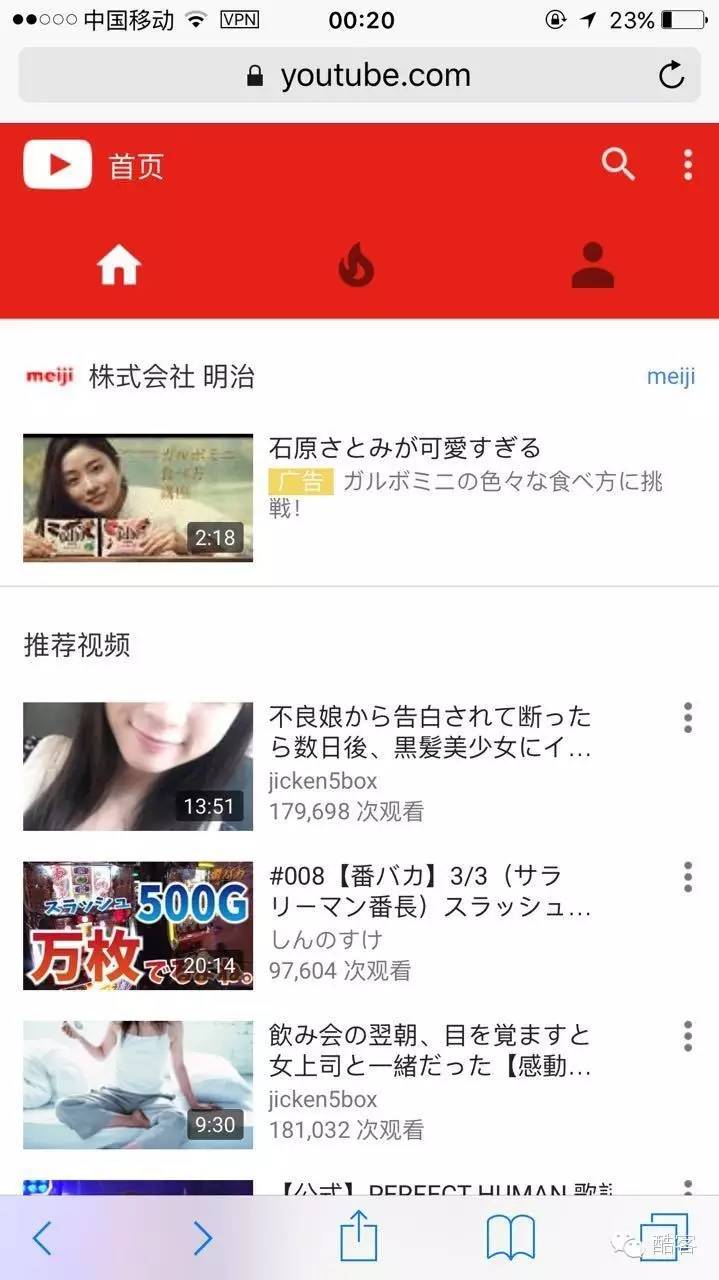 中国移动 VPN 00:20 23%
youtube.com
首页
meiji 株式会社 明治 meiji
石原さとみが可愛すぎる
广告 ガルボミニの色々な食べ方に挑
戦!
ガルボミニ
食べ方
2:18
推荐视频
不良娘から告白されて断った
ら数日後、黒髪美少女にイ...
jicken5box
179,698 次观看
13:51
#008【番バカ】3/3（サラ
リーマン番長）スラッシュ...
しんのすけ
97,604 次观看
スラッシュ 500G
万枚で
20:14
飲み会の翌朝、目を覚ますと
女上司と一緒だった【感動...
jicken5box
181,032 次观看
9:30
【公式】PERFECT HUMAN
酷客